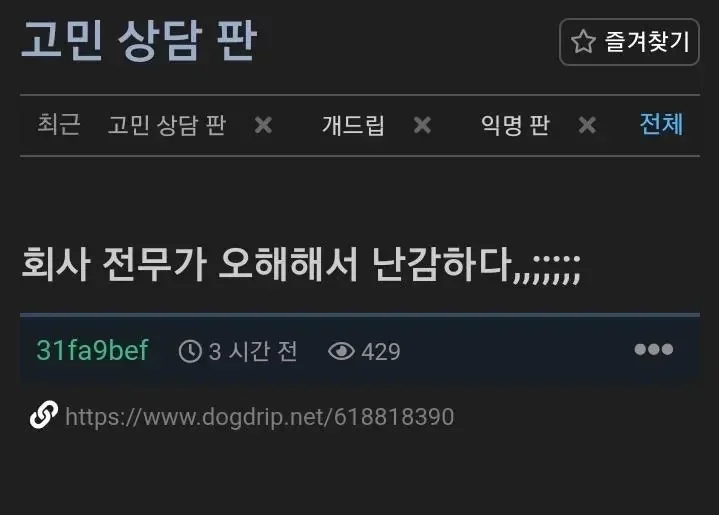 고민 상담 판
☆ 즐겨찾기
최근 고민 상담 판 × 개드립 × 익명 판 × 전체
회사 전무가 오해해서 난감하다,,;;;;;
31fa9bef 3 시간 전 429 •••
https://www.dogdrip.net/618818390